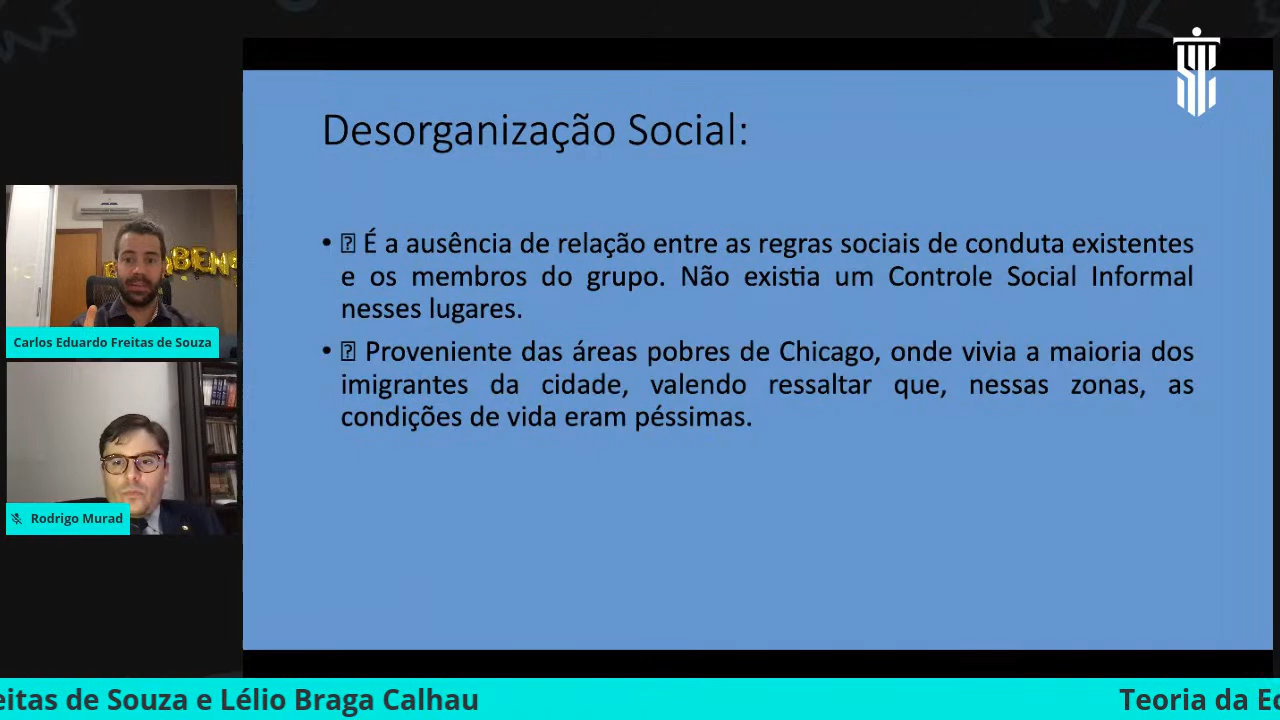 Desorganização Social:
• É a ausência de relação entre as regras sociais de conduta existentes
e os membros do grupo. Não existia um Controle Social Informal
nesses lugares.
• Proveniente das áreas pobres de Chicago, onde vivia a maioria dos
imigrantes da cidade, valendo ressaltar que, nessas zonas, as
condições de vida eram péssimas.
Carlos Eduardo Freitas de Souza
Rodrigo Murad
eitas de Souza e Lélio Braga Calhau
Teoria da Ec